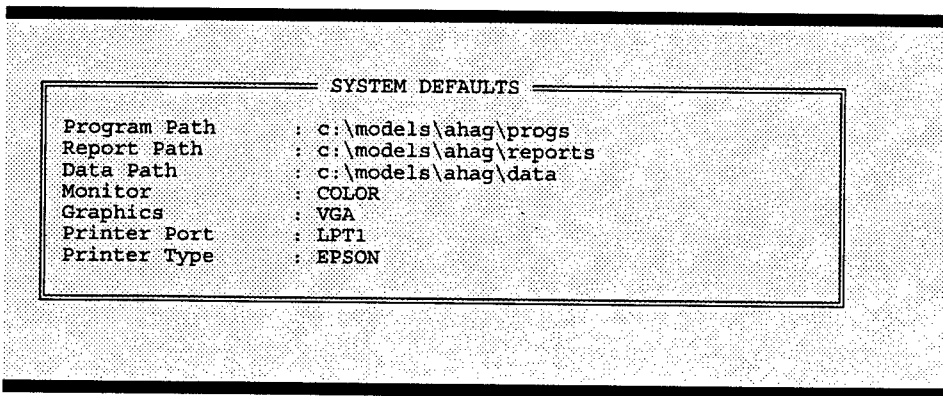 SYSTEM DEFAULTS
Program Path : c:\models\ahag\progs
Report Path : c:\models\ahag\reports
Data Path : c:\models\ahag\data
Monitor : COLOR
Graphics : VGA
Printer Port : LPT1
Printer Type : EPSON